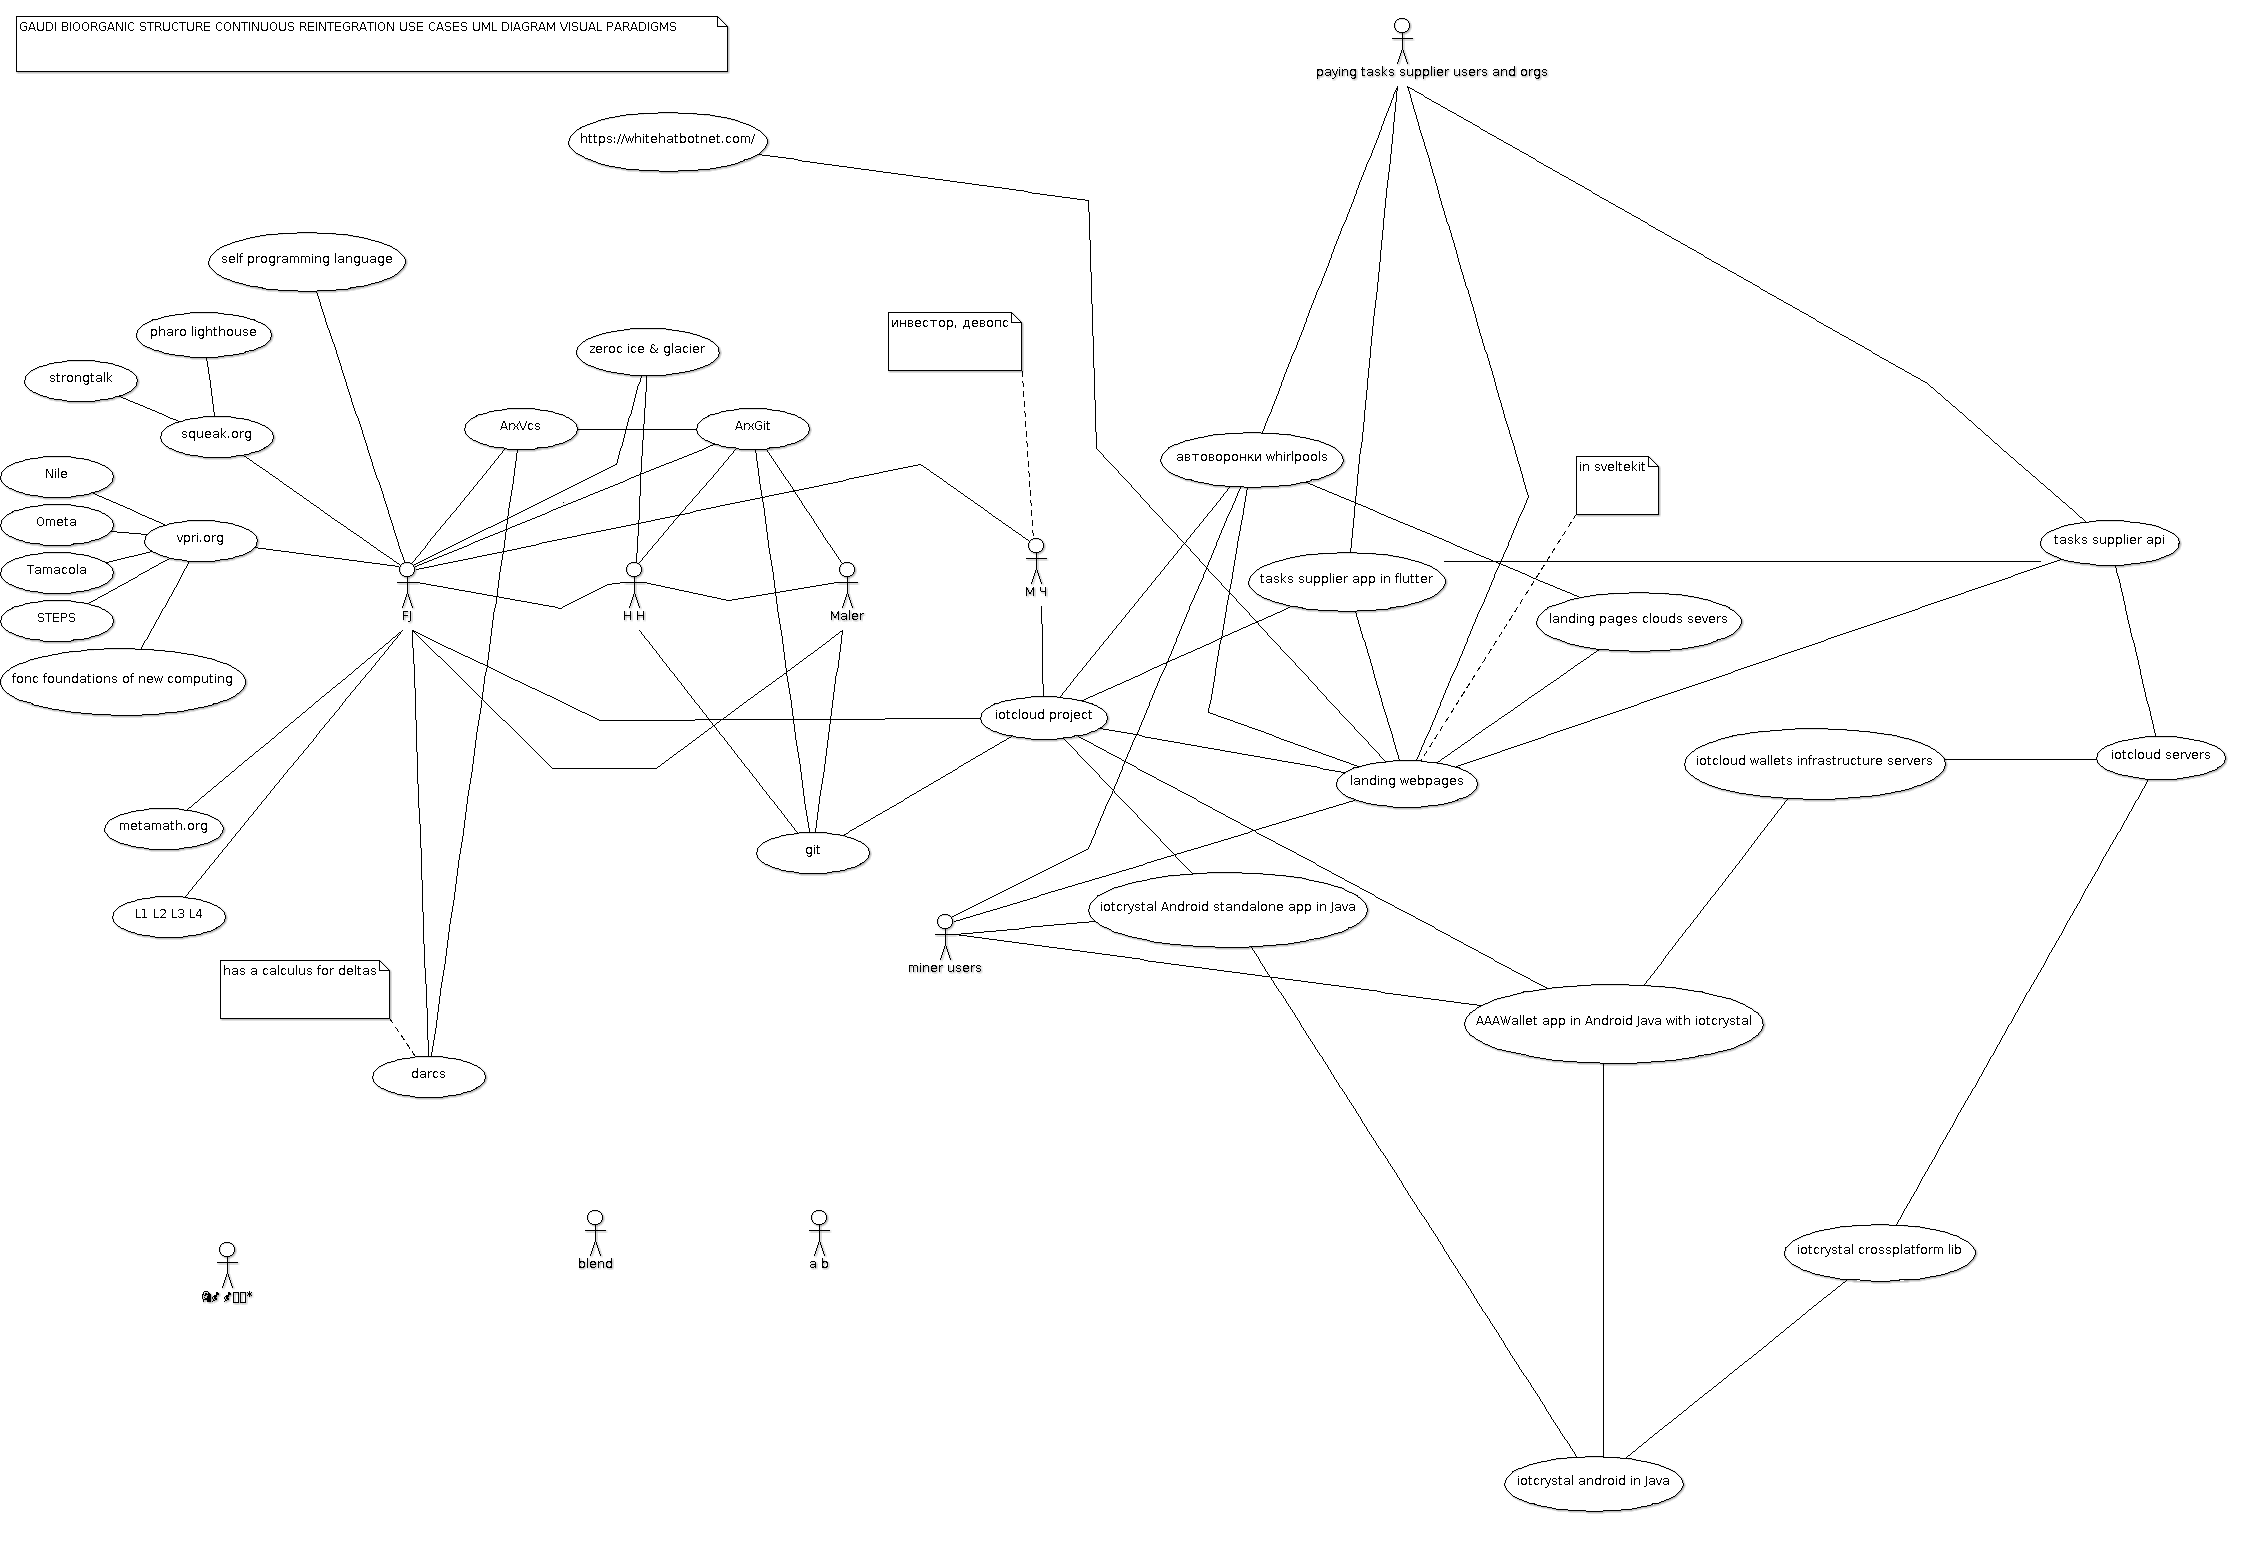 GAUDI BIOORGANIC STRUCTURE CONTINUOUS REINTEGRATION USE CASES UML DIAGRAM VISUAL PARADIGMS
paying tasks supplier users and orgs
https://whitehatbotnet.com/
self programming language
pharo lighthouse
инвестор, девопс
zeroc ice & glacier
strongtalk
ArxVcs
ArxGit
squeak.org
автоворонки whirlpools
in sveltekit
Nile
Ometa
vpri.org
tasks supplier api
Tamacola
tasks supplier app in flutter
М Ч
STEPS
FJ
H H
Maler
landing pages clouds severs
fonc foundations of new computing
iotcloud project
iotcloud servers
iotcloud wallets infrastructure servers
landing webpages
metamath.org
git
iotcrystal Android standalone app in Java
L1 L2 L3 L4
miner users
has a calculus for deltas
AAAWallet app in Android Java with iotcrystal
darcs
iotcrystal crossplatform lib
blend
a b
iotcrystal android in Java